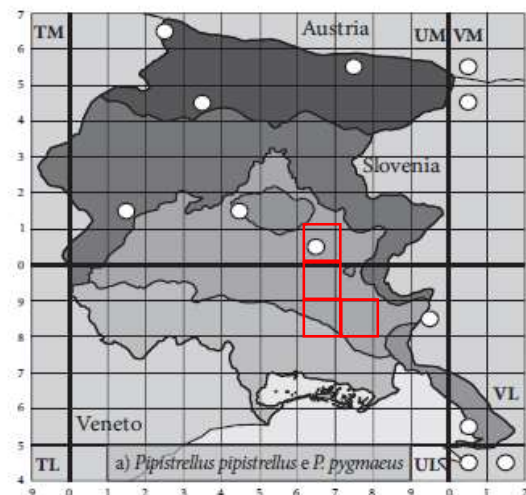 7
TM Austria UM VM
6
5
4
3
Slovenia
2
1
0
9
8
7
VL
6
Veneto
5
TL a) Pipistrellus pipistrellus e P. pygmaeus UL
4
9 0 1 2 3 4 5 6 7 8 9 0 1 2